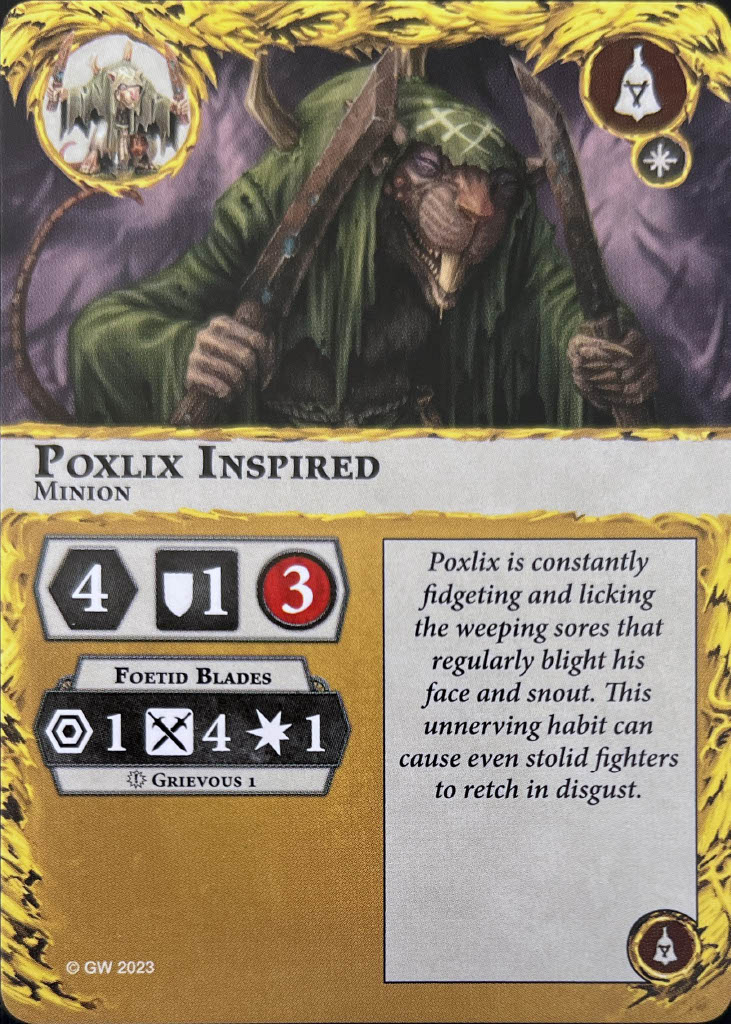 Poxlix Inspired
Minion
4 1 3
Foetid Blades
1 4 1
Grievous 1
Poxlix is constantly
fidgeting and licking
the weeping sores that
regularly blight his
face and snout. This
unnerving habit can
cause even stolid fighters
to retch in disgust.
© GW 2023